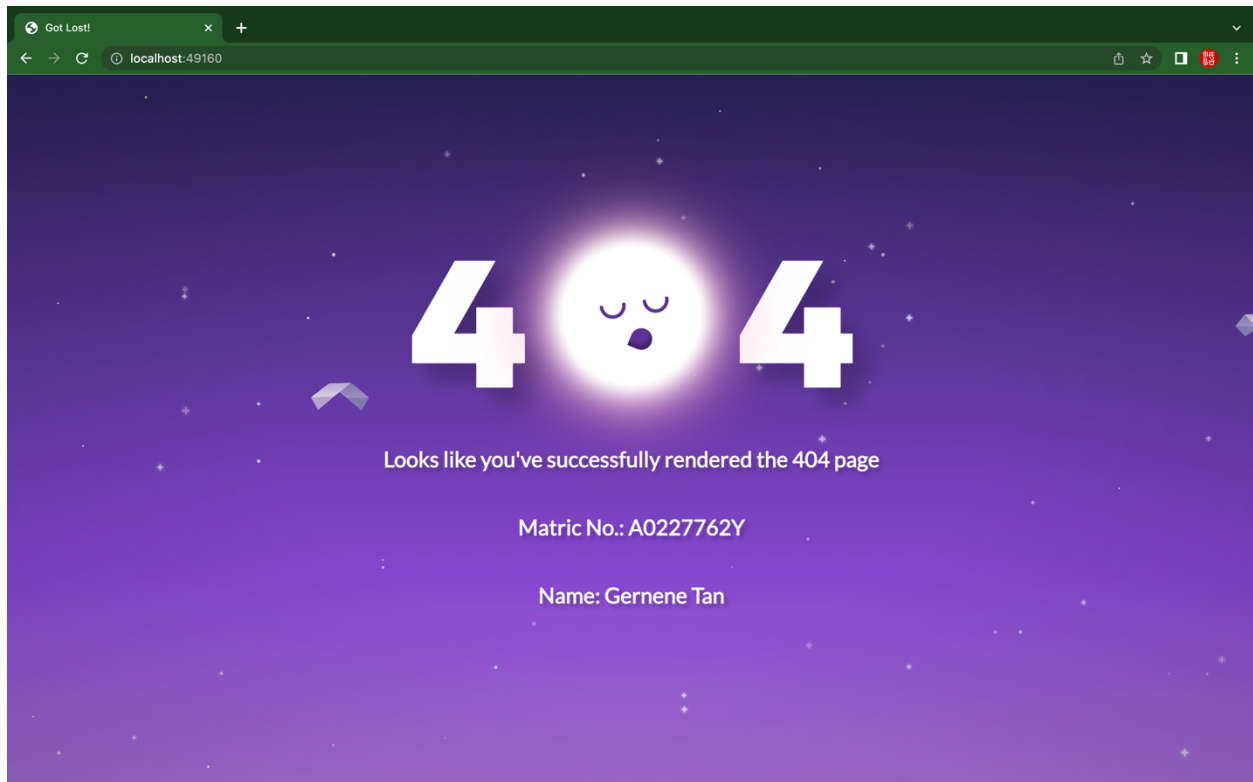 Got Lost!
localhost:49160
404
Looks like you've successfully rendered the 404 page
Matric No.: A0227762Y
Name: Gernene Tan